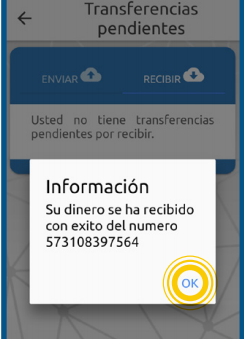 Transferencias
pendientes
ENVIAR
RECIBIR
Usted no tiene transferencias
pendientes por recibir.
Información
Su dinero se ha recibido
con exito del numero
573108397564
OK